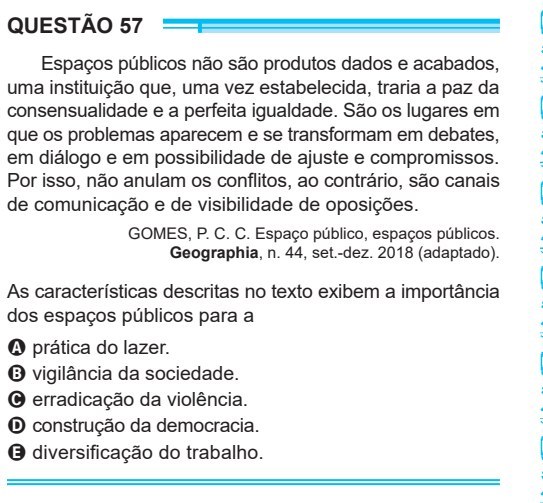 QUESTÃO 57
Espaços públicos não são produtos dados e acabados,
uma instituição que, uma vez estabelecida, traria a paz da
consensualidade e a perfeita igualdade. São os lugares em
que os problemas aparecem e se transformam em debates,
em diálogo e em possibilidade de ajuste e compromissos.
Por isso, não anulam os conflitos, ao contrário, são canais
de comunicação e de visibilidade de oposições.
GOMES, P. C. C. Espaço público, espaços públicos.
Geographia, n. 44, set.-dez. 2018 (adaptado).
As características descritas no texto exibem a importância
dos espaços públicos para a
A prática do lazer.
B vigilância da sociedade.
C erradicação da violência.
D construção da democracia.
E diversificação do trabalho.